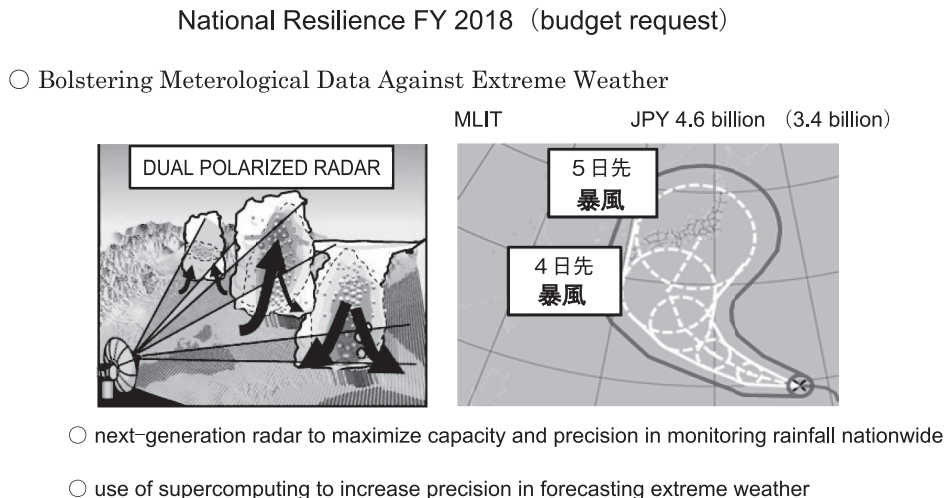 National Resilience FY 2018（budget request）
○ Bolstering Meterological Data Against Extreme Weather
MLIT JPY 4.6 billion （3.4 billion）
DUAL POLARIZED RADAR
5日先
暴風
4日先
暴風
○ next-generation radar to maximize capacity and precision in monitoring rainfall nationwide
○ use of supercomputing to increase precision in forecasting extreme weather